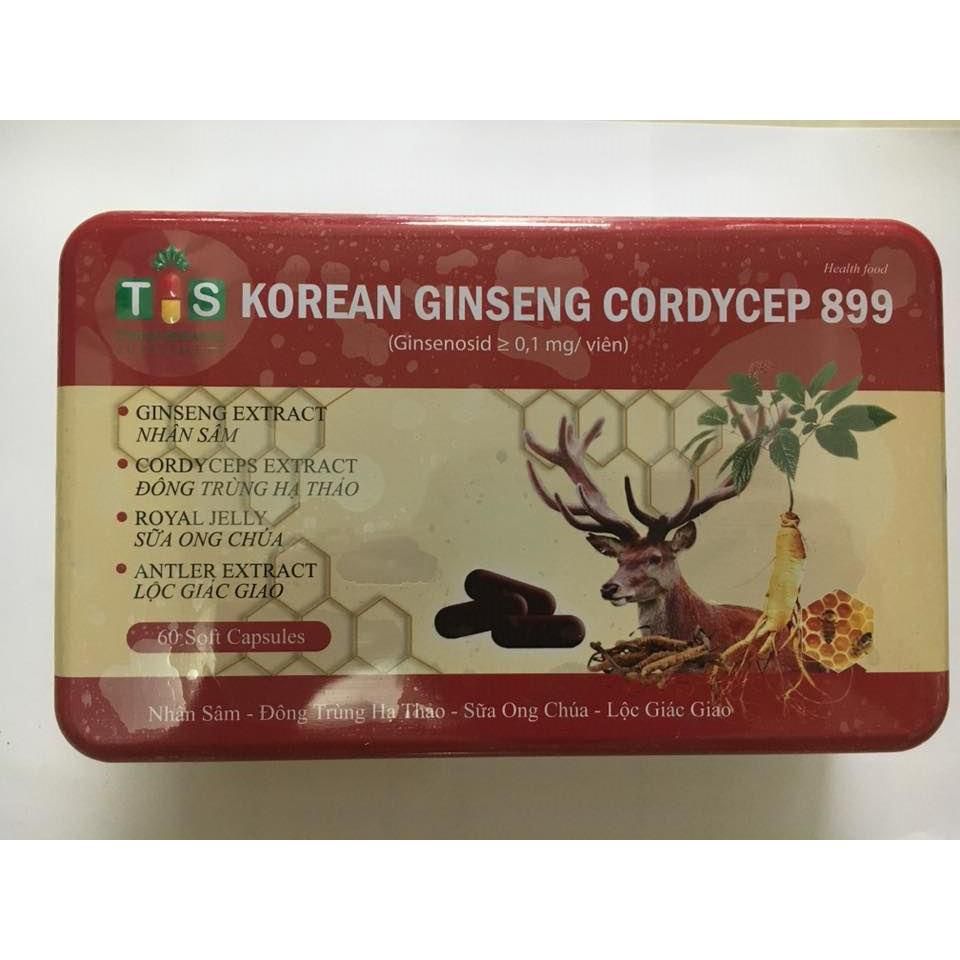 Health food
TIS KOREAN GINSENG CORDYCEP 899
(Ginsenosid ≥ 0,1 mg/ viên)
• GINSENG EXTRACT
NHÂN SÂM
• CORDYCEPS EXTRACT
ĐÔNG TRÙNG HẠ THẢO
• ROYAL JELLY
SỮA ONG CHÚA
• ANTLER EXTRACT
LỘC GIÁC GIAO
60 Soft Capsules
Nhân Sâm - Đông Trùng Hạ Thảo - Sữa Ong Chúa - Lộc Giác Giao